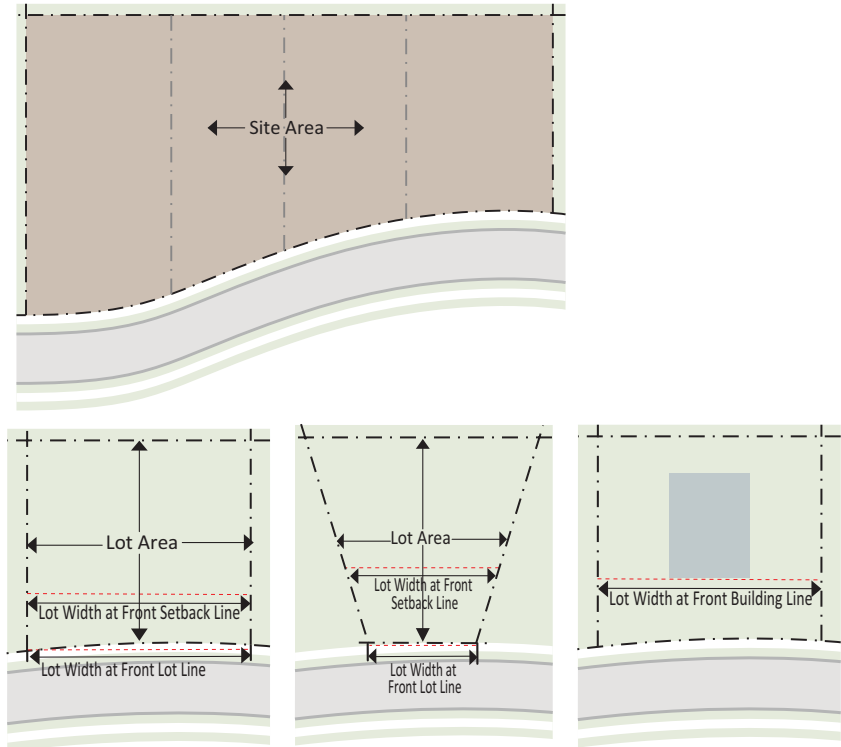 Site Area
Lot Area
Lot Width at Front Setback Line
Lot Width at Front Lot Line
Lot Area
Lot Width at Front
Setback Line
Lot Width at
Front Lot Line
Lot Width at Front Building Line